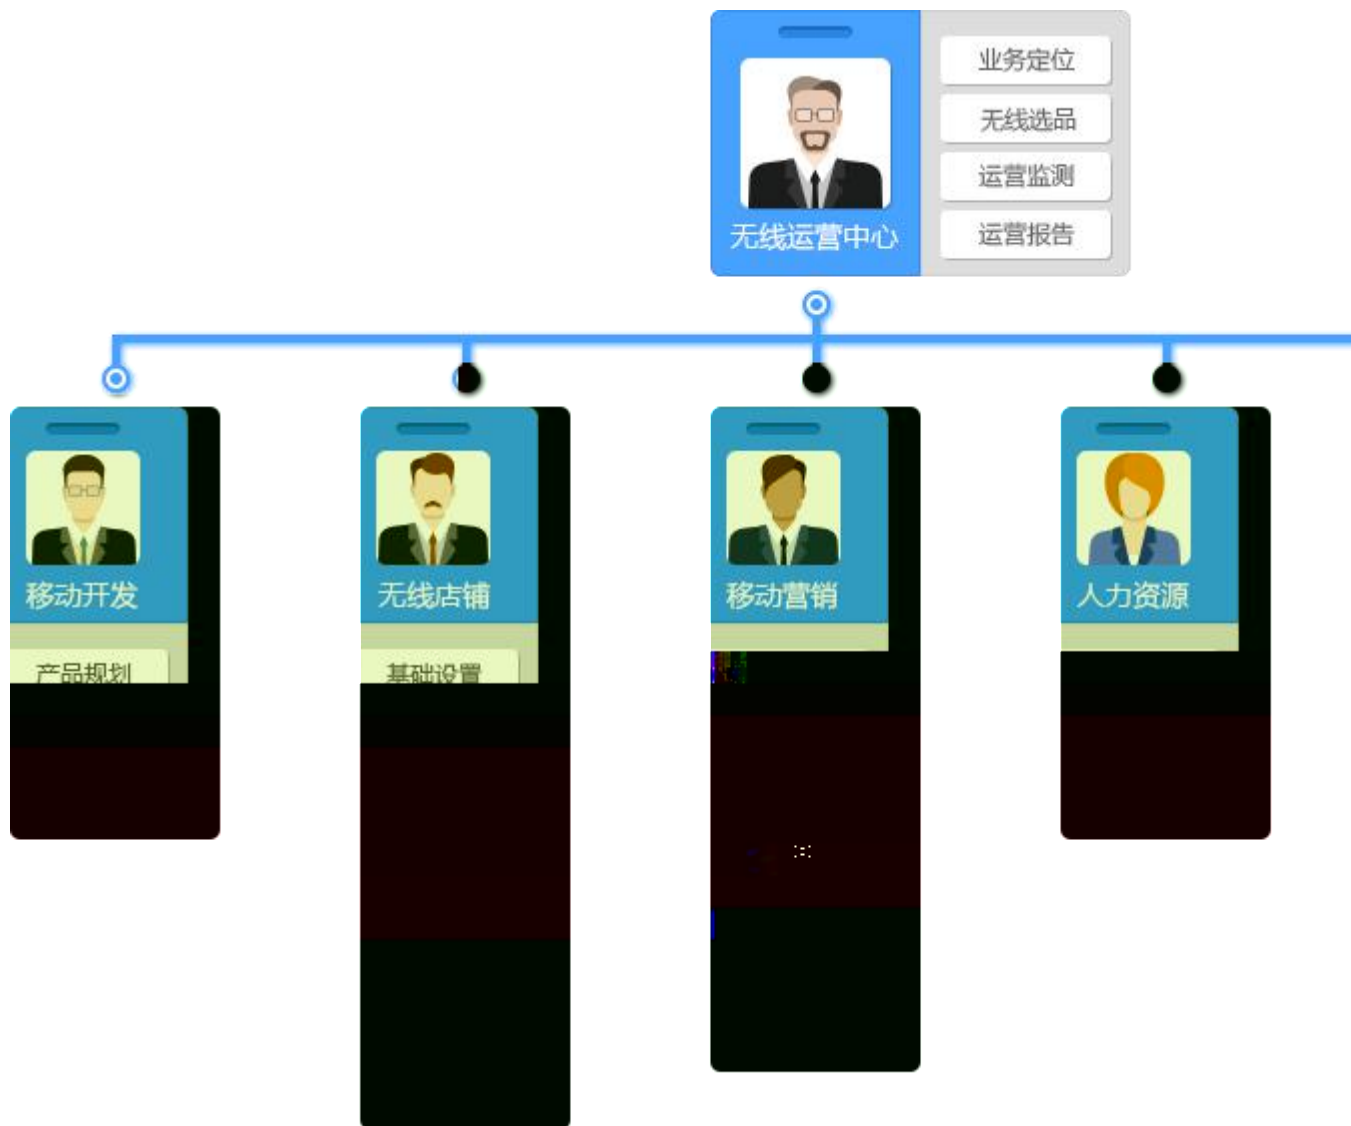 业务定位
无线选品
运营监测
运营报告
无线运营中心
移动开发
无线店铺
移动营销
人力资源
产品规划
基础设置